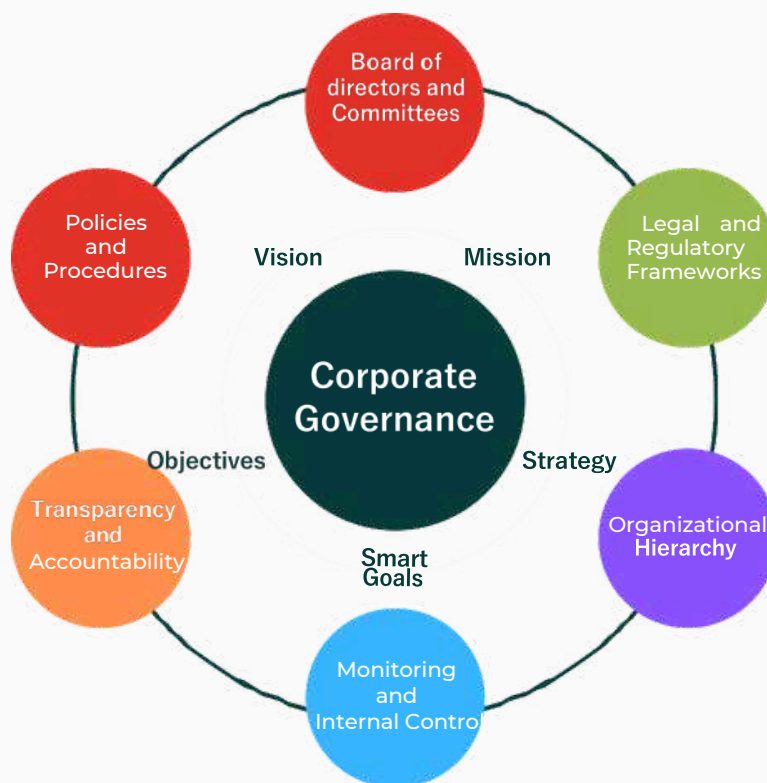 Board of
directors and
Committees
Policies
and
Procedures
Legal and
Regulatory
Frameworks
Vision
Mission
Corporate
Governance
Objectives
Strategy
Transparency
and
Accountability
Organizational
Hierarchy
Smart
Goals
Monitoring
and
Internal Control